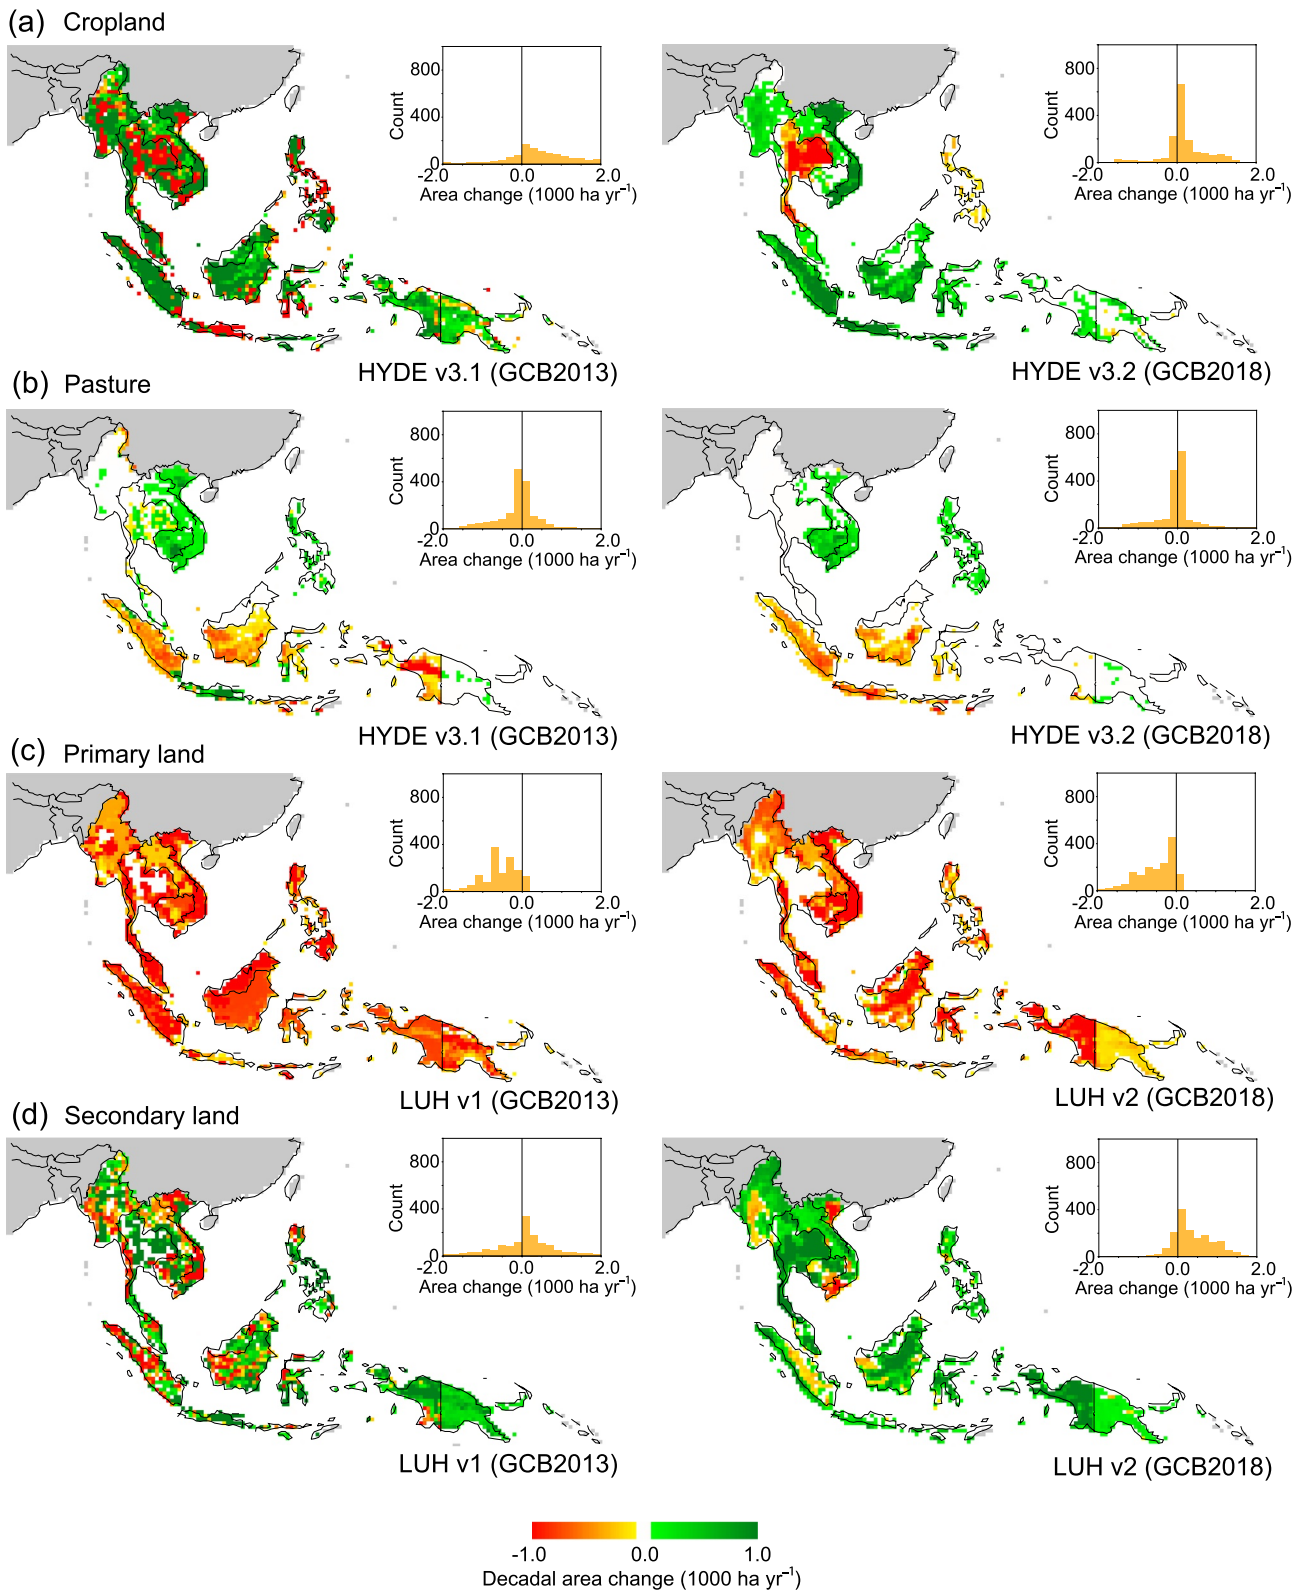 (a) Cropland
800
400
0
Count
-2.0 0.0 2.0
Area change (1000 ha yr⁻¹)
HYDE v3.1 (GCB2013)
800
400
0
Count
-2.0 0.0 2.0
Area change (1000 ha yr⁻¹)
HYDE v3.2 (GCB2018)
(b) Pasture
800
400
0
Count
-2.0 0.0 2.0
Area change (1000 ha yr⁻¹)
HYDE v3.1 (GCB2013)
800
400
0
Count
-2.0 0.0 2.0
Area change (1000 ha yr⁻¹)
HYDE v3.2 (GCB2018)
(c) Primary land
800
400
0
Count
-2.0 0.0 2.0
Area change (1000 ha yr⁻¹)
LUH v1 (GCB2013)
800
400
0
Count
-2.0 0.0 2.0
Area change (1000 ha yr⁻¹)
LUH v2 (GCB2018)
(d) Secondary land
800
400
0
Count
-2.0 0.0 2.0
Area change (1000 ha yr⁻¹)
LUH v1 (GCB2013)
800
400
0
Count
-2.0 0.0 2.0
Area change (1000 ha yr⁻¹)
LUH v2 (GCB2018)
-1.0 0.0 1.0
Decadal area change (1000 ha yr⁻¹)